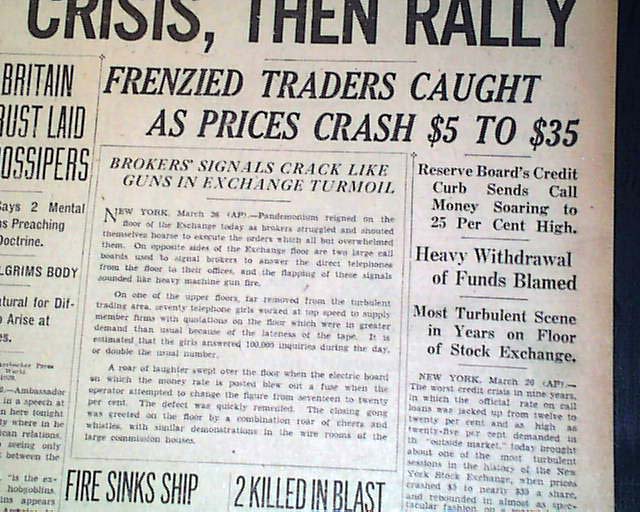 CRISIS, THEN RALLY
BRITAIN
RUST LAID
OSSIPERS
Says 2 Mental
s Preaching
Doctrine.
LGRIMS BODY
tural for Dif-
Arise at
es.
World
—Ambassador
in a speech at
n here tonight
y where in he
ican relations.
seeing only
between the
"is the ex-
hobgoblins.
ins appears
FRENZIED TRADERS CAUGHT
AS PRICES CRASH $5 TO $35
BROKERS' SIGNALS CRACK LIKE
GUNS IN EXCHANGE TURMOIL
NEW YORK, March 26 (AP).—Pandemonium reigned on the
floor of the Exchange today as brokers struggled and shouted
themselves hoarse to execute the orders which all but overwhelmed
them. On opposite sides of the Exchange floor are two large call
boards used to signal brokers to answer the direct telephones
from the floor to their offices, and the flapping of these signals
sounded like heavy machine gun fire.
On one of the upper floors, far removed from the turbulent
trading area, seventy telephone girls worked at top speed to supply
member firms with quotations on the floor which were in greater
demand than usual because of the lateness of the tape. It is
estimated that the girls answered 100,000 inquiries during the day,
or double the usual number.
A roar of laughter swept over the floor when the electric board
on which the money rate is posted blew out a fuse when the
operator attempted to change the figure from seventeen to twenty
per cent. The defect was quickly remedied. The closing gong
was greeted on the floor by a combination roar of cheers and
whistles, with similar demonstrations in the wire rooms of the
large commission houses.
FIRE SINKS SHIP
2 KILLED IN BLAST
Reserve Board's Credit
Curb Sends Call
Money Soaring to
25 Per Cent High.
Heavy Withdrawal
of Funds Blamed
Most Turbulent Scene
in Years on Floor
of Stock Exchange.
NEW YORK, March 26 (AP).—
The worst credit crisis in nine years,
in which the official rate on call
loans was jacked up from twelve to
twenty per cent and as high as
twenty-five per cent demanded in
the "outside market," today brought
about one of the most turbulent
sessions in the history of the New
York Stock Exchange, when prices
crashed $5 to nearly $35 a share,
and rebounded in almost as spec-
tacular fashion on a